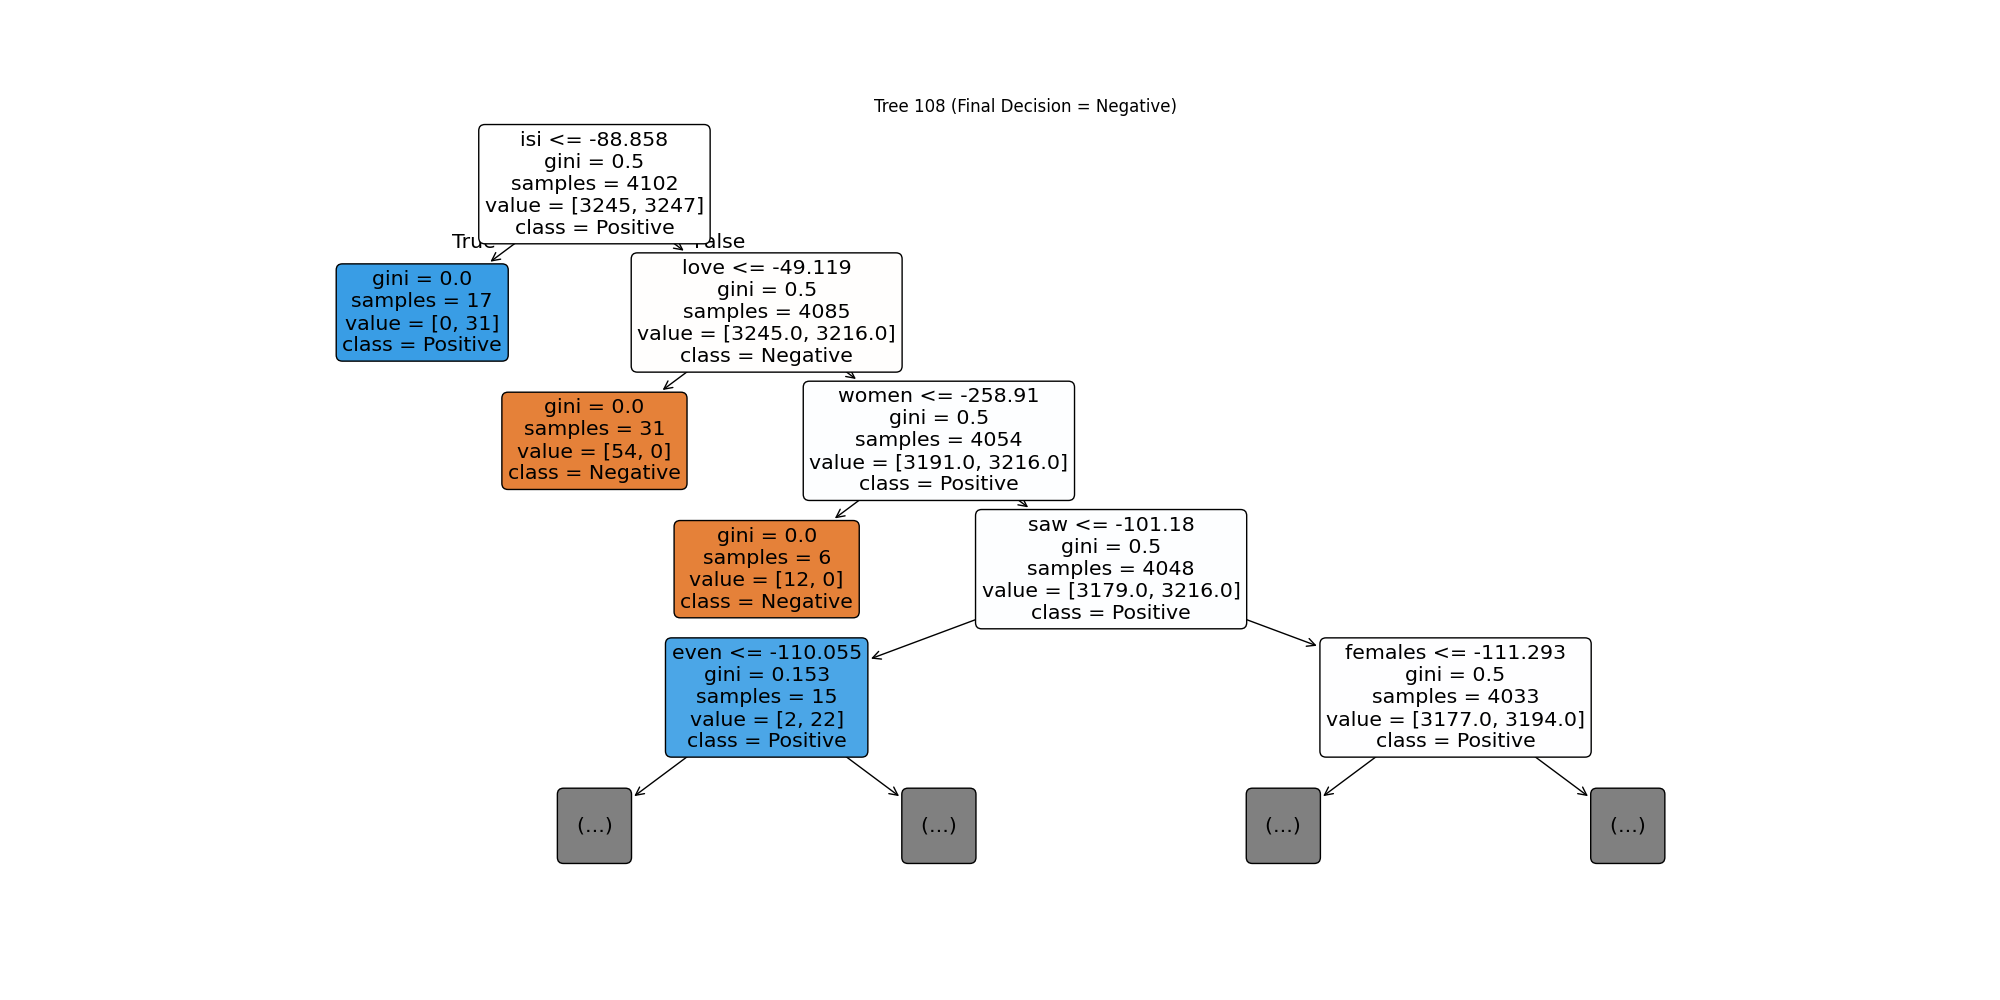 Tree 108 (Final Decision = Negative)
isi <= -88.858
gini = 0.5
samples = 4102
value = [3245, 3247]
class = Positive
True
False
gini = 0.0
samples = 17
value = [0, 31]
class = Positive
love <= -49.119
gini = 0.5
samples = 4085
value = [3245.0, 3216.0]
class = Negative
gini = 0.0
samples = 31
value = [54, 0]
class = Negative
women <= -258.91
gini = 0.5
samples = 4054
value = [3191.0, 3216.0]
class = Positive
gini = 0.0
samples = 6
value = [12, 0]
class = Negative
saw <= -101.18
gini = 0.5
samples = 4048
value = [3179.0, 3216.0]
class = Positive
even <= -110.055
gini = 0.153
samples = 15
value = [2, 22]
class = Positive
females <= -111.293
gini = 0.5
samples = 4033
value = [3177.0, 3194.0]
class = Positive
(...)
(...)
(...)
(...)